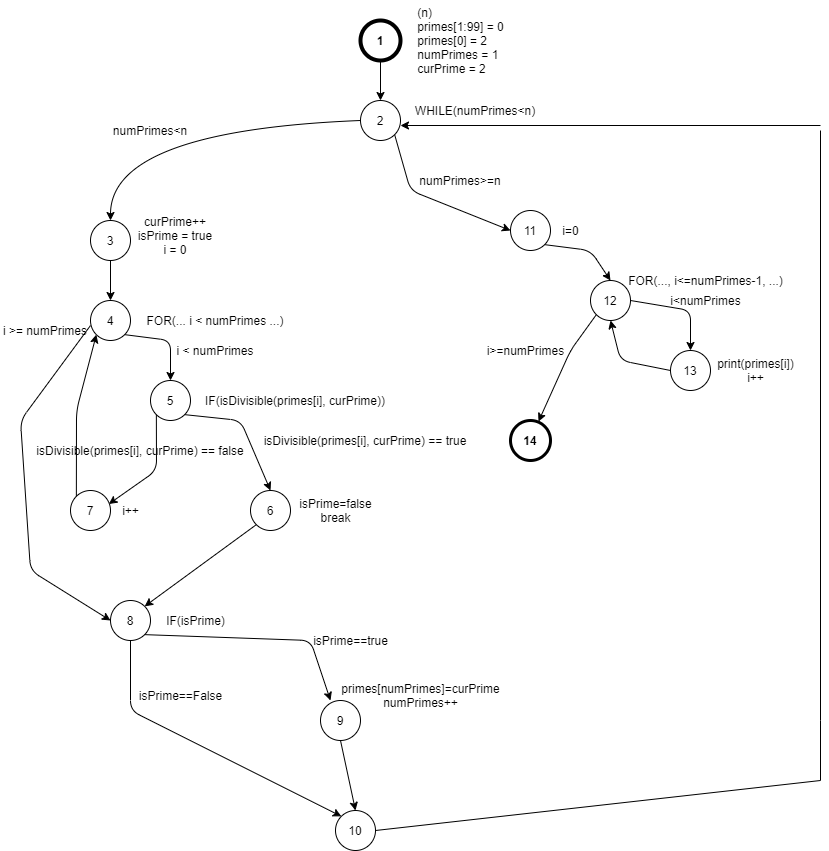 (n)
primes[1:99] = 0
primes[0] = 2
numPrimes = 1
curPrime = 2
1
WHILE(numPrimes<n)
2
numPrimes<n
numPrimes>=n
curPrime++
isPrime = true
i = 0
3
11
i=0
FOR(..., i<=numPrimes-1, ...)
12
i<numPrimes
4
FOR(... i < numPrimes ...)
i >= numPrimes
i < numPrimes
i>=numPrimes
13
print(primes[i])
i++
5
IF(isDivisible(primes[i], curPrime))
14
isDivisible(primes[i], curPrime) == true
isDivisible(primes[i], curPrime) == false
7
i++
6
isPrime=false
break
8
IF(isPrime)
isPrime==true
isPrime==False
primes[numPrimes]=curPrime
numPrimes++
9
10